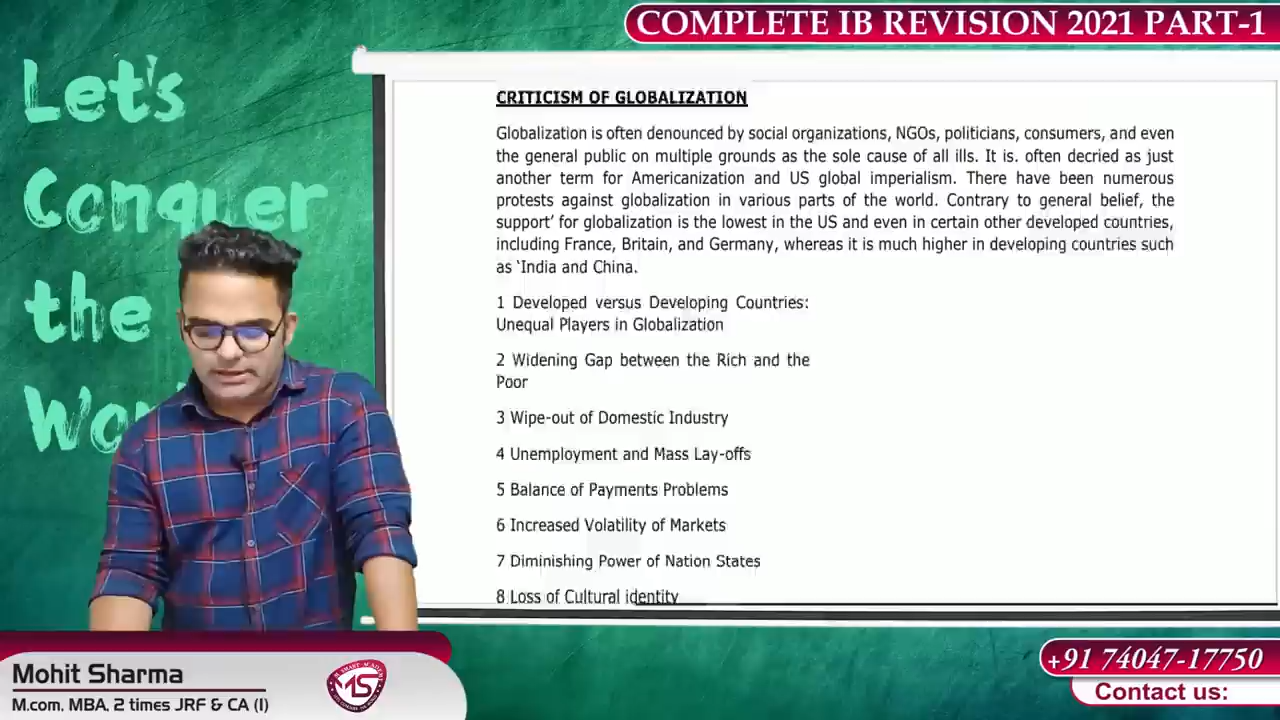 COMPLETE IB REVISION 2021 PART-1
Let's
Conquer
the
CRITICISM OF GLOBALIZATION
Globalization is often denounced by social organizations, NGOs, politicians, consumers, and even
the general public on multiple grounds as the sole cause of all ills. It is. often decried as just
another term for Americanization and US global imperialism. There have been numerous
protests against globalization in various parts of the world. Contrary to general belief, the
support' for globalization is the lowest in the US and even in certain other developed countries,
including France, Britain, and Germany, whereas it is much higher in developing countries such
as 'India and China.
1 Developed versus Developing Countries:
Unequal Players in Globalization
2 Widening Gap between the Rich and the
Poor
3 Wipe-out of Domestic Industry
4 Unemployment and Mass Lay-offs
5 Balance of Payments Problems
6 Increased Volatility of Markets
7 Diminishing Power of Nation States
8 Loss of Cultural identity
Mohit Sharma
M.com, MBA, 2 times JRF & CA (I)
MS
+91 74047-17750
Contact us: